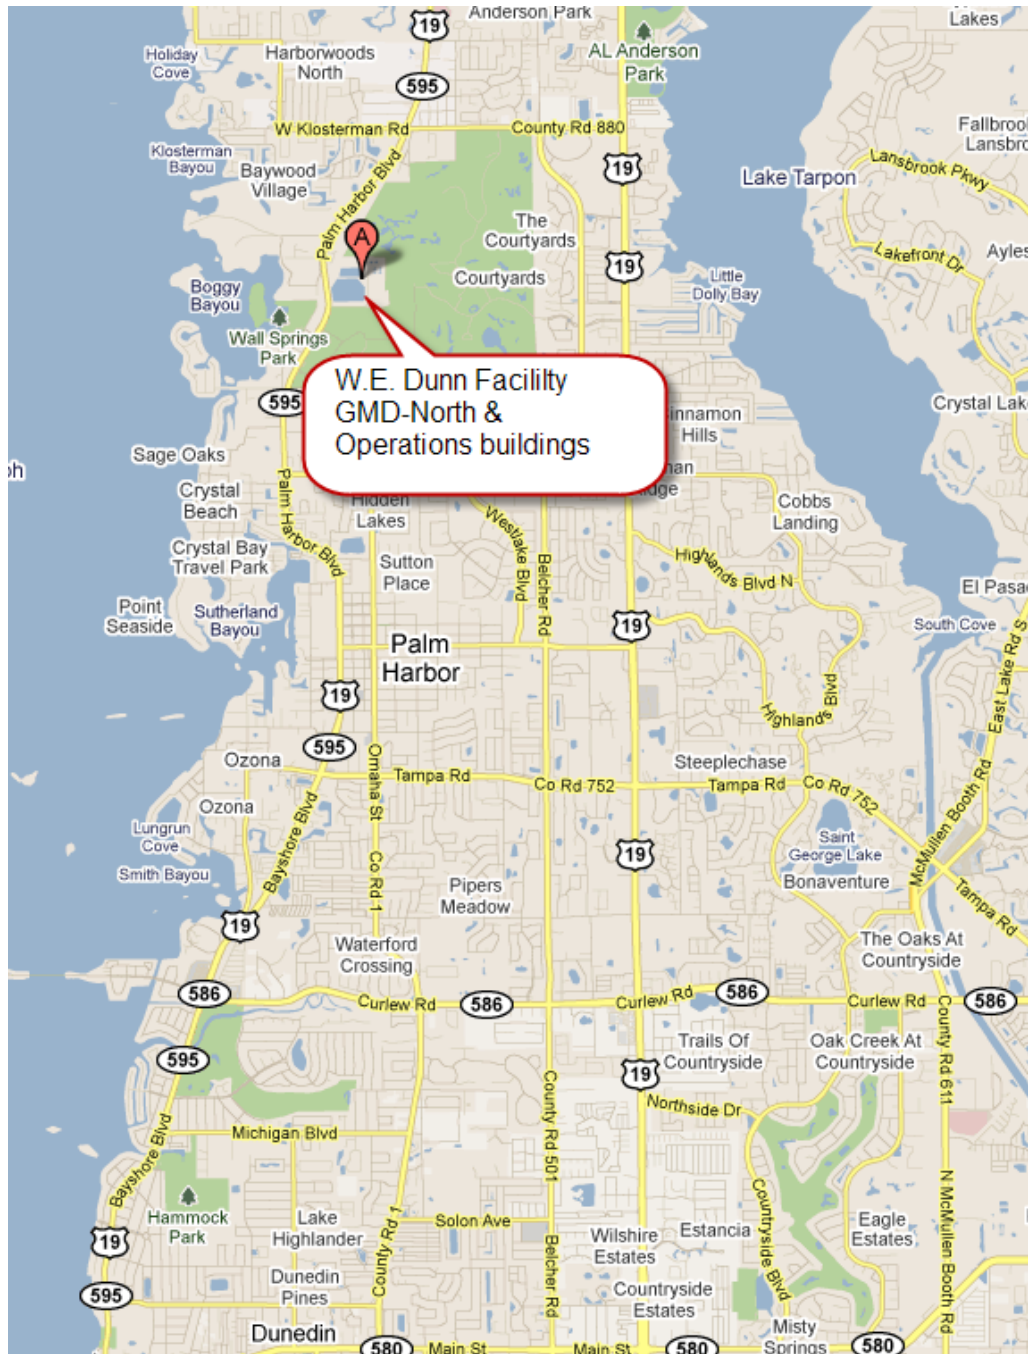 Anderson Park
Lakes
19
Holiday
Cove
Harborwoods
North
AL Anderson
Park
595
W Klosterman Rd
County Rd 880
Fallbrook
Lansbro
Klosterman
Bayou
Baywood
Village
Palm Harbor Blvd
19
Lake Tarpon
Lansbrook Pkwy
The
Courtyards
A
Lakefront Dr
Ayles
19
Courtyards
Little
Dolly Bay
Boggy
Bayou
Wall Springs
Park
W.E. Dunn Facililty
GMD-North &
Operations buildings
595
Crystal Lak
innamon
Hills
Sage Oaks
man
idge
Crystal
Beach
Hidden
Lakes
Cobbs
Landing
Palm Harbor Blvd
Westlake Blvd
Belcher Rd
Crystal Bay
Travel Park
Sutton
Place
Highlands Blvd N
El Pasa
Point
Seaside
Sutherland
Bayou
19
South Cove
Palm
Harbor
East Lake Rd S
19
Highlands Blvd
595
Ozona
Omaha St
Tampa Rd
Co Rd 752
Steeplechase
Tampa Rd
Co Rd 752
Ozona
Bayshore Blvd
McMullen Booth Rd
Lungrun
Cove
Saint
George Lake
19
Smith Bayou
Co Rd 1
Pipers
Meadow
Bonaventure
Tampa Rd
19
Waterford
Crossing
The Oaks At
Countryside
586
Curlew Rd
586
Curlew Rd
586
Curlew Rd
586
Trails Of
Countryside
Oak Creek At
Countryside
County Rd 611
595
19
County Rd 501
Northside Dr
Michigan Blvd
Bayshore Blvd
Hammock
Park
Lake
Highlander
County Rd 1
Solon Ave
Wilshire
Estates
Estancia
Countryside Blvd
Eagle
Estates
N McMullen Booth Rd
19
Belcher Rd
Dunedin
Pines
Countryside
Estates
595
Dunedin
Misty
Springs
580
Main St
Main St
580
580